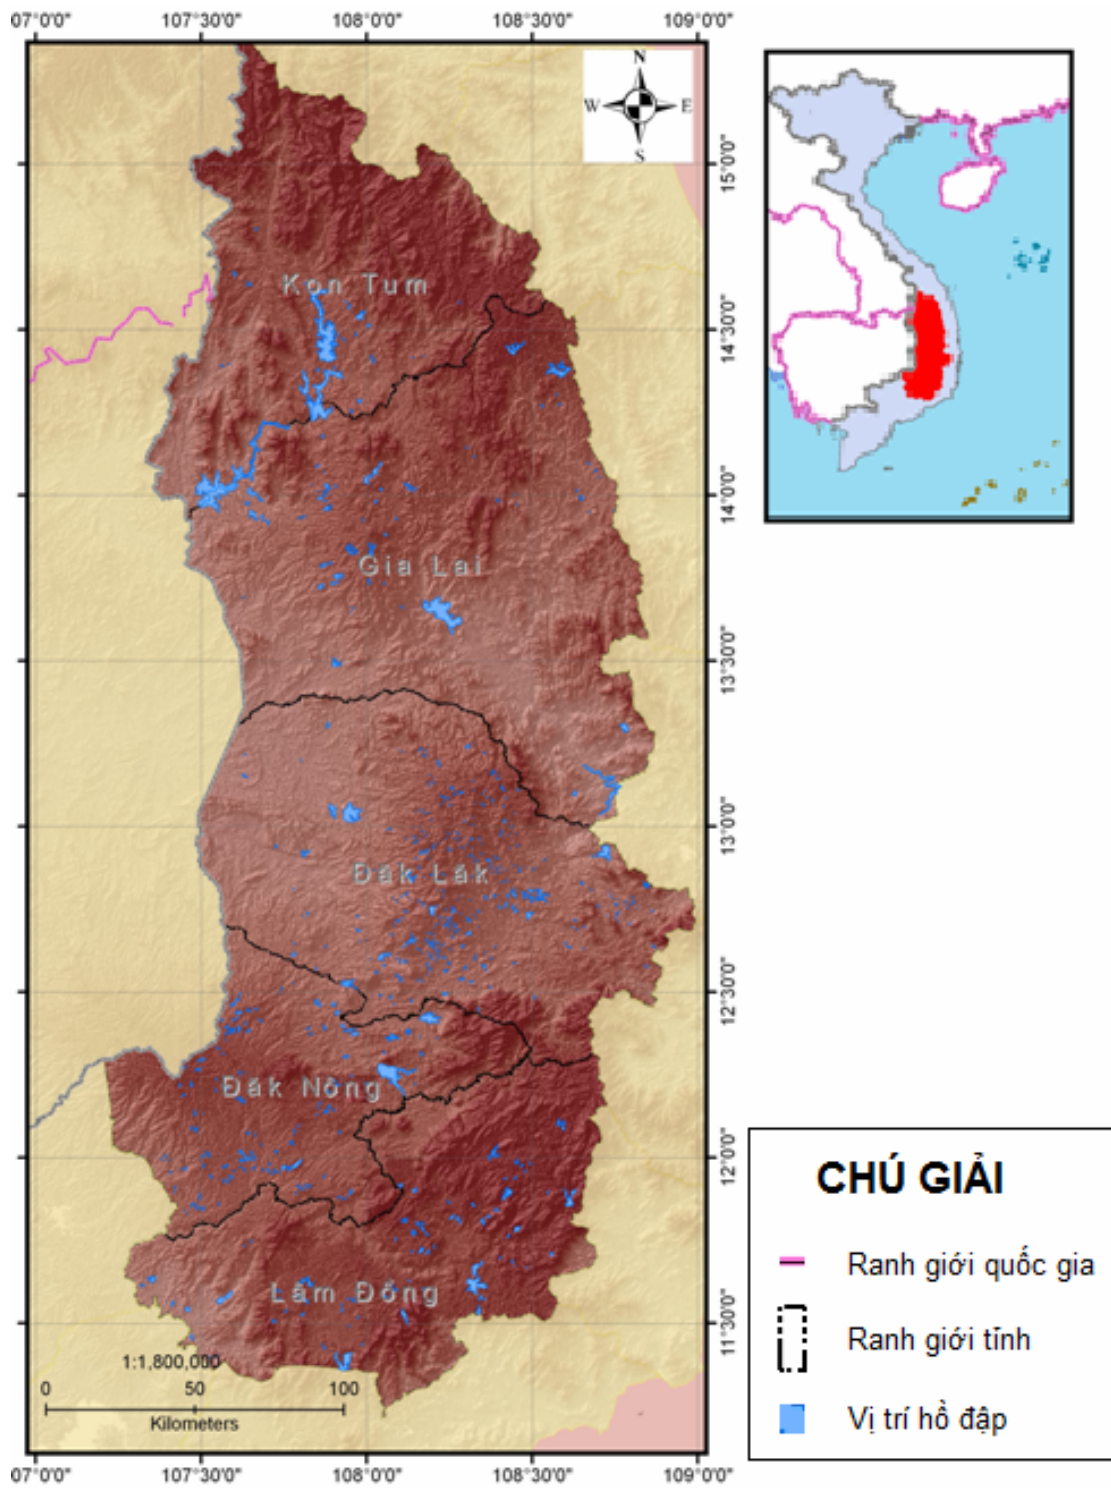 07°0'0" 107°30'0" 108°0'0" 108°30'0" 109°0'0"
N
W E
S
15°0'0"
Kon Tum
14°30'0"
14°0'0"
Gia Lai
13°30'0"
13°0'0"
Đắk Lắk
12°30'0"
Đắk Nông
12°0'0"
CHÚ GIẢI
Ranh giới quốc gia
Lâm Đồng
11°30'0"
Ranh giới tỉnh
1:1,800,000
0 50 100
Kilometers
Vị trí hồ đập
07°0'0" 107°30'0" 108°0'0" 108°30'0" 109°0'0"